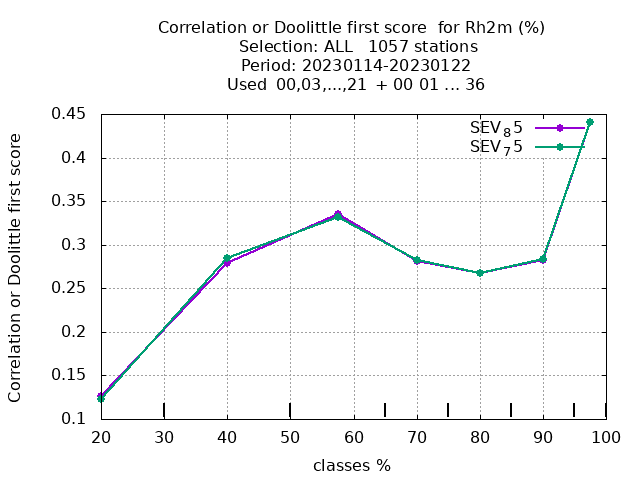 Correlation or Doolittle first score  for Rh2m (%)
Selection: ALL   1057 stations
Period: 20230114-20230122
Used  00,03,...,21  + 00 01 ... 36
Correlation or Doolittle first score
0.45
0.4
0.35
0.3
0.25
0.2
0.15
0.1
SEV₈5
SEV₇5
20 30 40 50 60 70 80 90 100
classes %